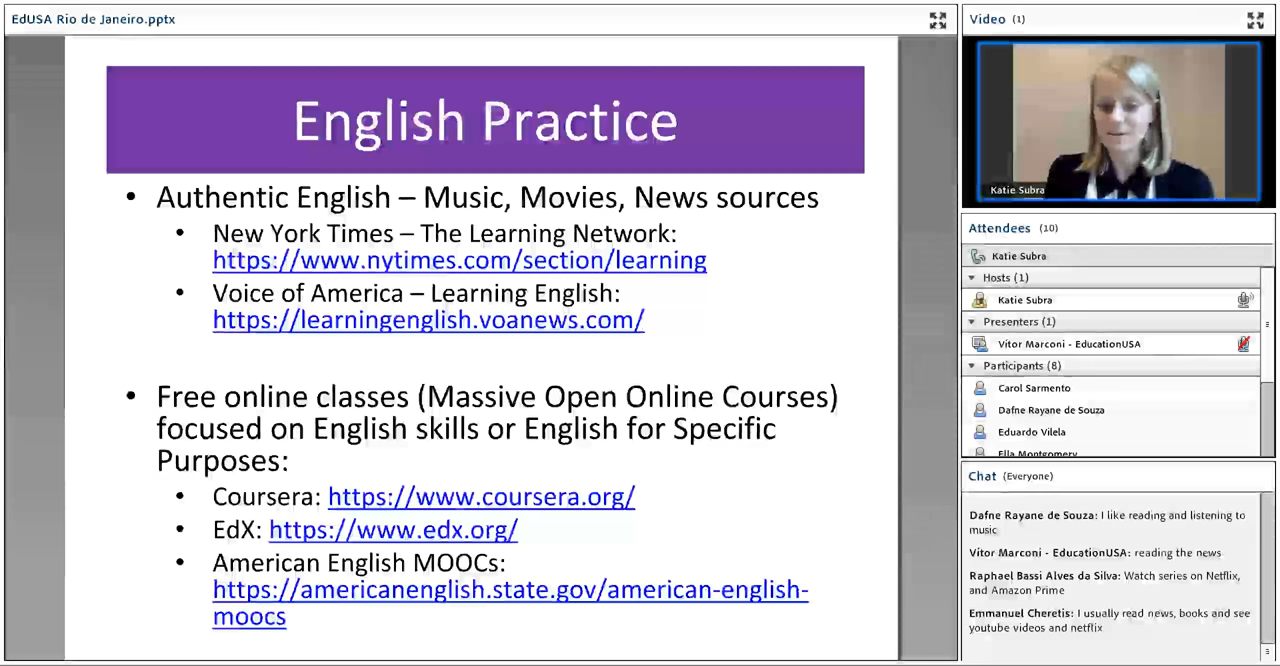 EdUSA Rio de Janeiro.pptx
English Practice
• Authentic English – Music, Movies, News sources
• New York Times – The Learning Network:
https://www.nytimes.com/section/learning
• Voice of America – Learning English:
https://learningenglish.voanews.com/
• Free online classes (Massive Open Online Courses)
focused on English skills or English for Specific
Purposes:
• Coursera: https://www.coursera.org/
• EdX: https://www.edx.org/
• American English MOOCs:
https://americanenglish.state.gov/american-english-
moocs
Video (1)
Katie Subra
Attendees (10)
Katie Subra
Hosts (1)
Katie Subra
Presenters (1)
Vitor Marconi - EducationUSA
Participants (8)
Carol Sarmento
Dafne Rayane de Souza
Eduardo Vilela
Ella Montgomery
Chat (Everyone)
Dafne Rayane de Souza: I like reading and listening to
music
Vitor Marconi - EducationUSA: reading the news
Raphael Bassi Alves da Silva: Watch series on Netflix,
and Amazon Prime
Emmanuel Cheretis: I usually read news, books and see
youtube videos and netflix